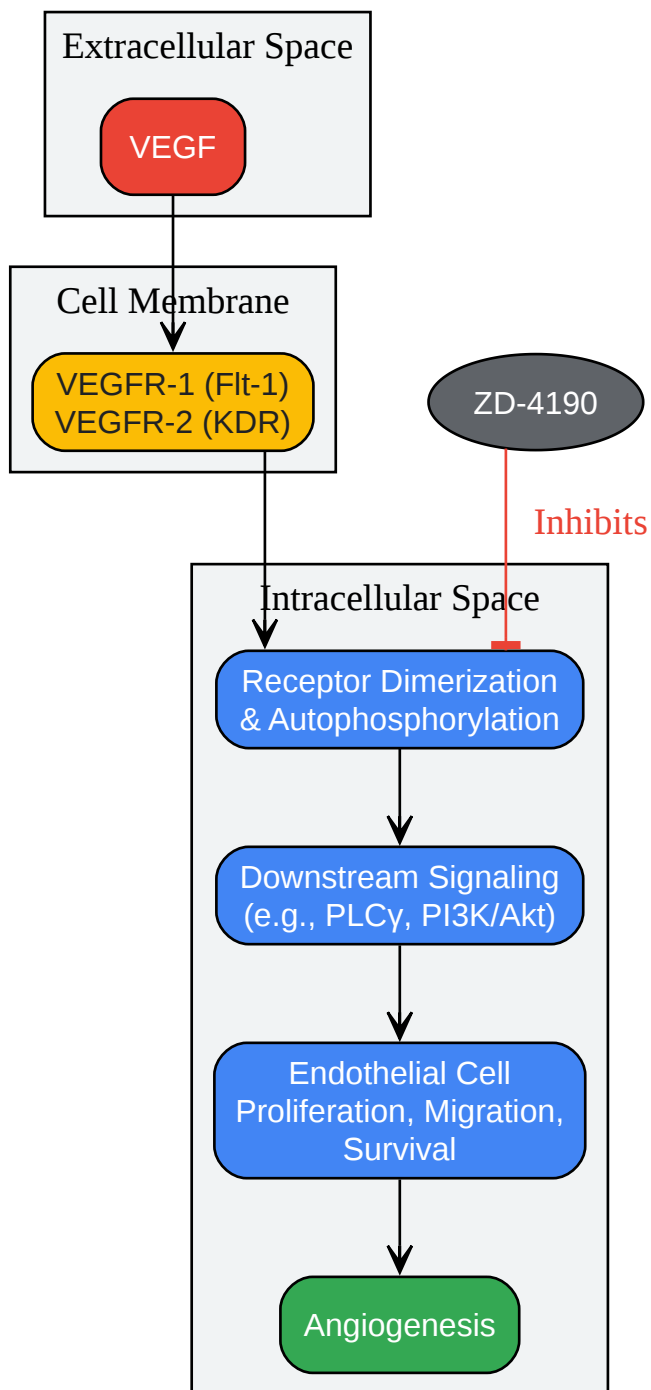 Extracellular Space
VEGF
Cell Membrane
VEGFR-1 (Flt-1)
VEGFR-2 (KDR)
ZD-4190
Inhibits
Intracellular Space
Receptor Dimerization
& Autophosphorylation
Downstream Signaling
(e.g., PLCγ, PI3K/Akt)
Endothelial Cell
Proliferation, Migration,
Survival
Angiogenesis